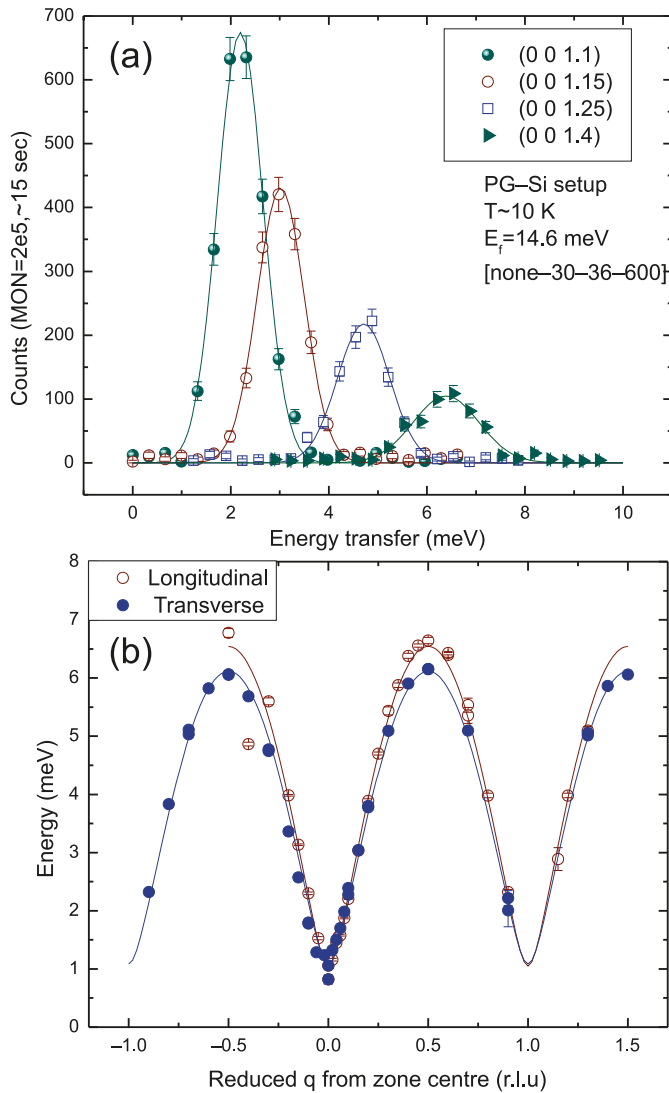 700
600
500
400
300
200
100
0
Counts (MON=2e5,~15 sec)
(a)
(0 0 1.1)
(0 0 1.15)
(0 0 1.25)
(0 0 1.4)
PG–Si setup
T~10 K
E_f=14.6 meV
[none–30–36–600]
0 2 4 6 8 10
Energy transfer (meV)
8
7
6
5
4
3
2
1
0
Energy (meV)
Longitudinal
Transverse
(b)
–1.0 –0.5 0.0 0.5 1.0 1.5
Reduced q from zone centre (r.l.u)